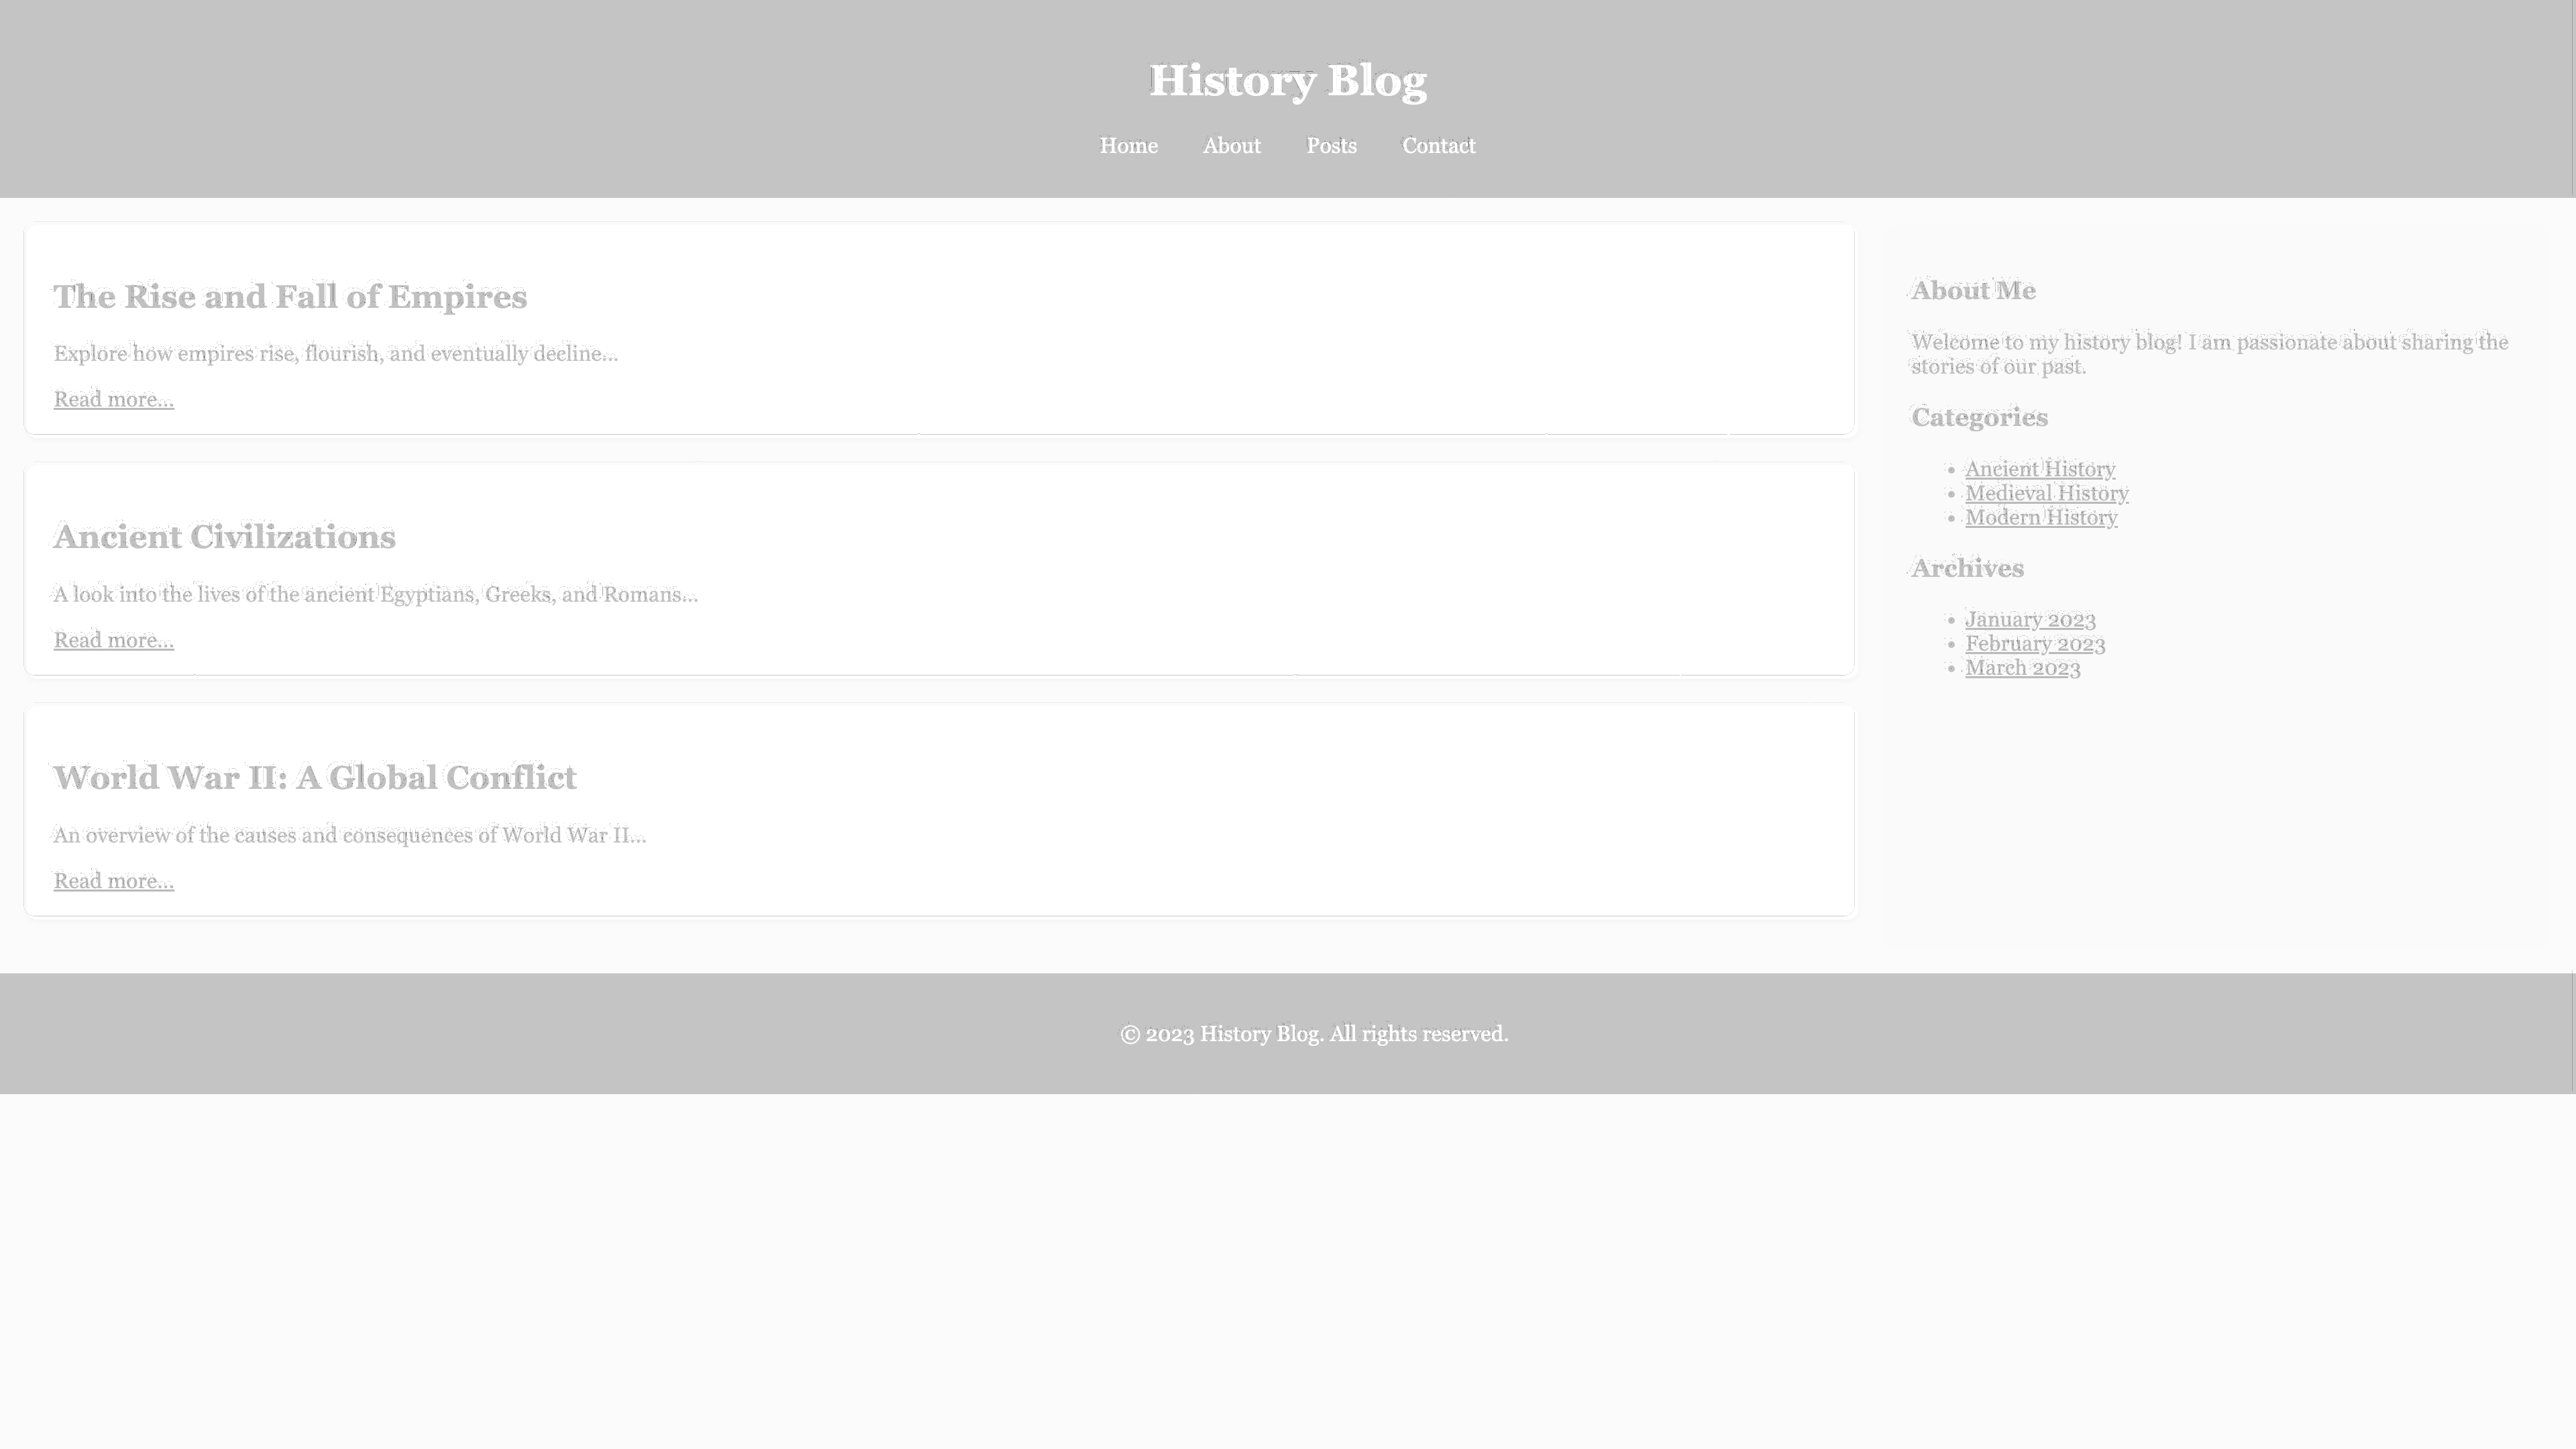 History Blog
Home About Posts Contact
The Rise and Fall of Empires
Explore how empires rise, flourish, and eventually decline...
Read more...
Ancient Civilizations
A look into the lives of the ancient Egyptians, Greeks, and Romans...
Read more...
World War II: A Global Conflict
An overview of the causes and consequences of World War II...
Read more...
About Me
Welcome to my history blog! I am passionate about sharing the
stories of our past.
Categories
• Ancient History
• Medieval History
• Modern History
Archives
• January 2023
• February 2023
• March 2023
© 2023 History Blog. All rights reserved.